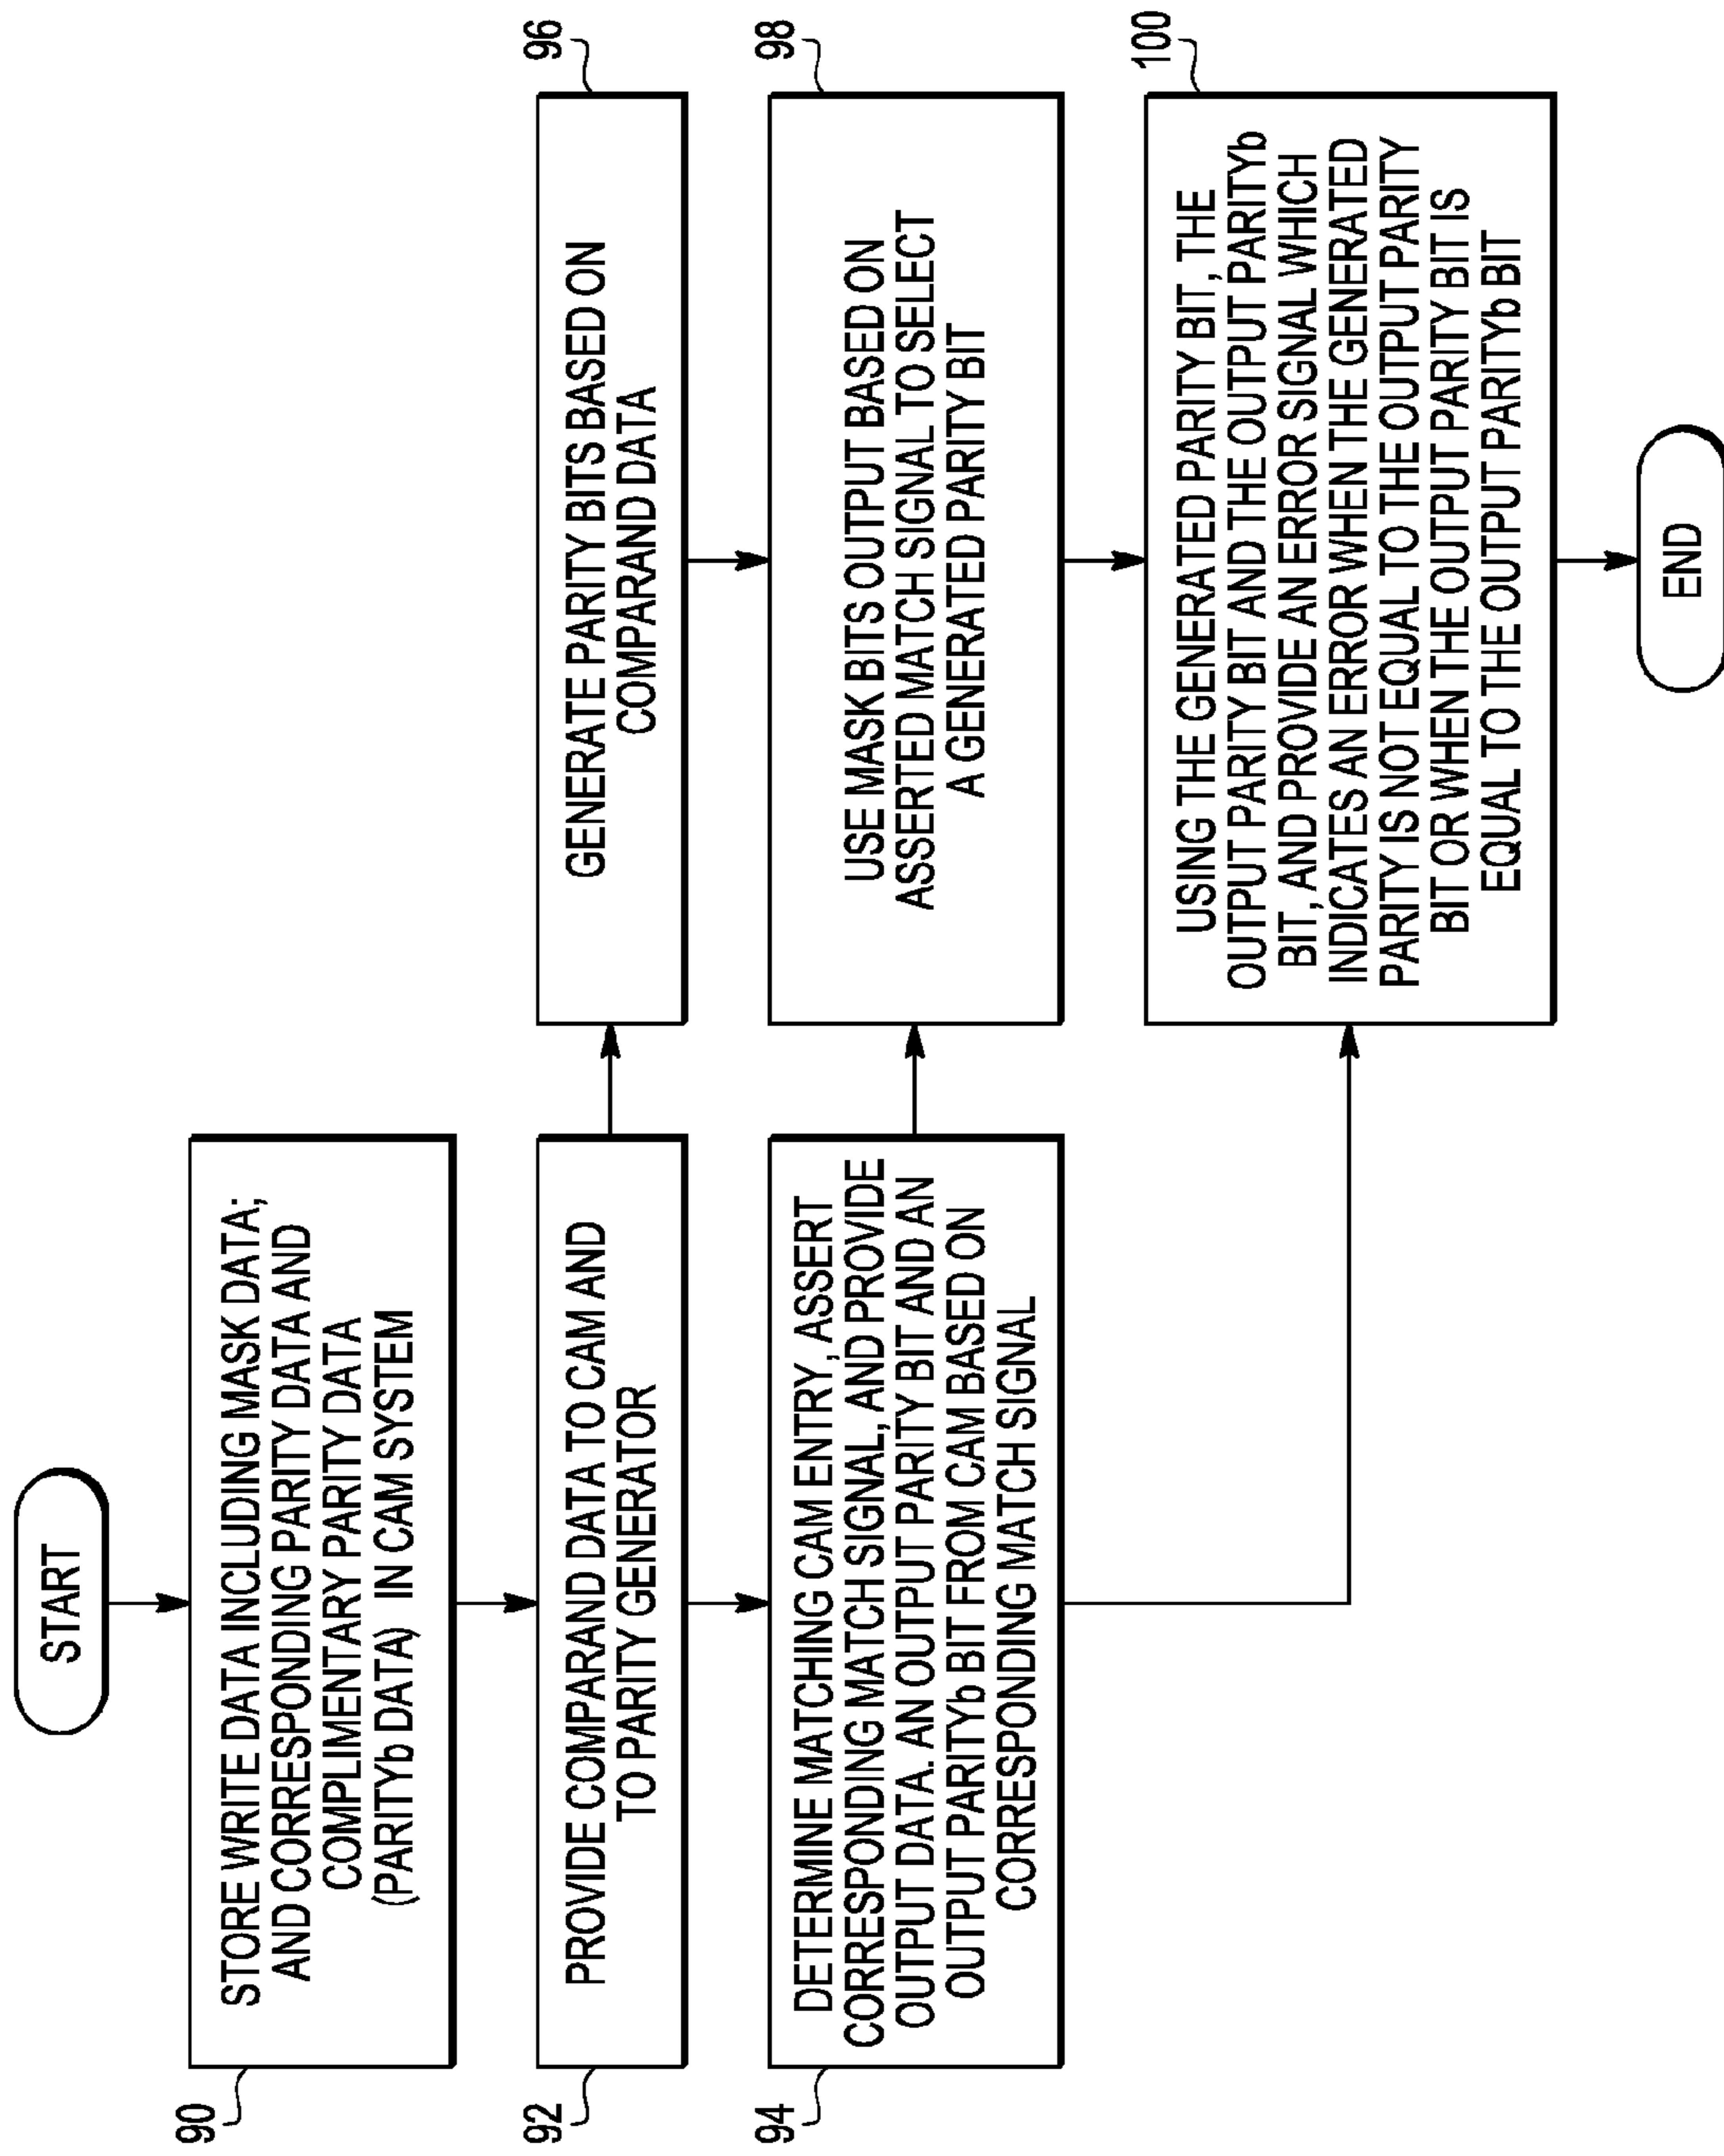 START
90
STORE WRITE DATA INCLUDING MASK DATA;
AND CORRESPONDING PARITY DATA AND
COMPLIMENTARY PARITY DATA
(PARITYb DATA) IN CAM SYSTEM
92
PROVIDE COMPARAND DATA TO CAM AND
TO PARITY GENERATOR
94
DETERMINE MATCHING CAM ENTRY, ASSERT
CORRESPONDING MATCH SIGNAL, AND PROVIDE
OUTPUT DATA. AN OUTPUT PARITY BIT AND AN
OUTPUT PARITYb BIT FROM CAM BASED ON
CORRESPONDING MATCH SIGNAL
96
GENERATE PARITY BITS BASED ON
COMPARAND DATA
98
USE MASK BITS OUTPUT BASED ON
ASSERTED MATCH SIGNAL TO SELECT
A GENERATED PARITY BIT
100
USING THE GENERATED PARITY BIT, THE
OUTPUT PARITY BIT AND THE OUTPUT PARITYb
BIT, AND PROVIDE AN ERROR SIGNAL WHICH
INDICATES AN ERROR WHEN THE GENERATED
PARITY IS NOT EQUAL TO THE OUTPUT PARITY
BIT OR WHEN THE OUTPUT PARITY BIT IS
EQUAL TO THE OUTPUT PARITYb BIT
END